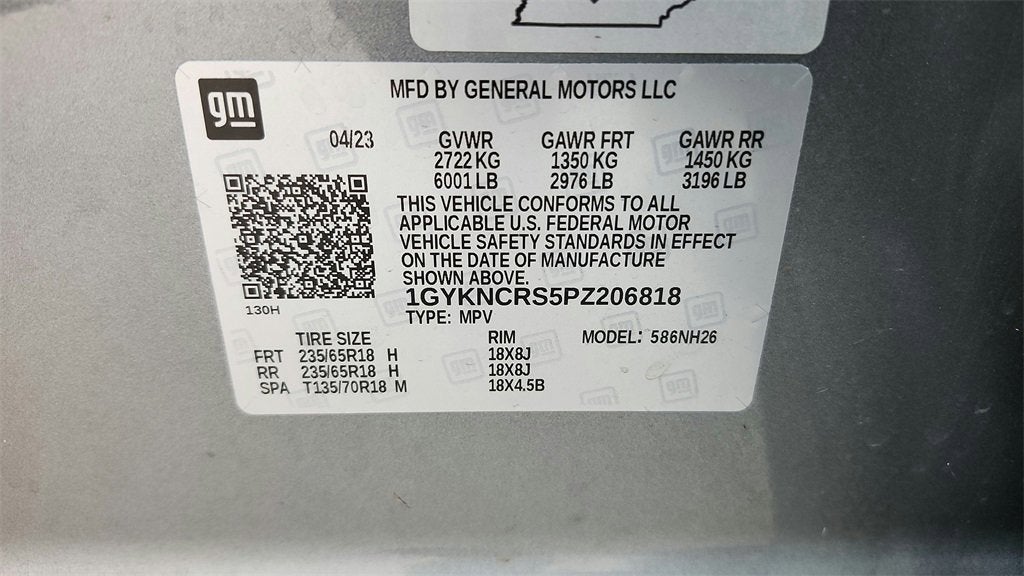 gm
MFD BY GENERAL MOTORS LLC
04/23 GVWR GAWR FRT GAWR RR
2722 KG 1350 KG 1450 KG
6001 LB 2976 LB 3196 LB
THIS VEHICLE CONFORMS TO ALL
APPLICABLE U.S. FEDERAL MOTOR
VEHICLE SAFETY STANDARDS IN EFFECT
ON THE DATE OF MANUFACTURE
SHOWN ABOVE.
1GYKNCRS5PZ206818
130H
TYPE: MPV
TIRE SIZE RIM MODEL: 586NH26
FRT 235/65R18 H 18X8J
RR 235/65R18 H 18X8J
SPA T135/70R18 M 18X4.5B